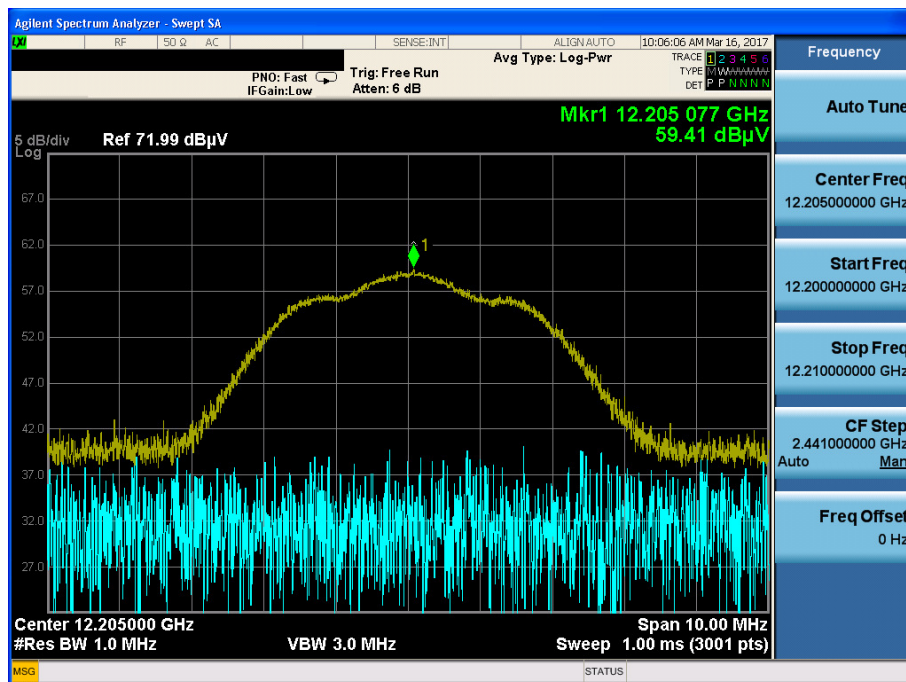 Agilent Spectrum Analyzer - Swept SA
LXI RF 50 Ω AC SENSE:INT ALIGN AUTO 10:06:06 AM Mar 16, 2017
Frequency
PNO: Fast
IFGain:Low
Trig: Free Run
Atten: 6 dB
Avg Type: Log-Pwr
TRACE 1 2 3 4 5 6
TYPE M W W W W W
DET P P N N N N
Auto Tune
Mkr1 12.205 077 GHz
59.41 dBµV
5 dB/div
Log
Ref 71.99 dBµV
67.0
62.0
57.0
52.0
47.0
42.0
37.0
32.0
27.0
1
Center Freq
12.205000000 GHz
Start Freq
12.200000000 GHz
Stop Freq
12.210000000 GHz
CF Step
2.441000000 GHz
Auto Man
Freq Offset
0 Hz
Center 12.205000 GHz
Span 10.00 MHz
#Res BW 1.0 MHz
VBW 3.0 MHz
Sweep 1.00 ms (3001 pts)
MSG
STATUS